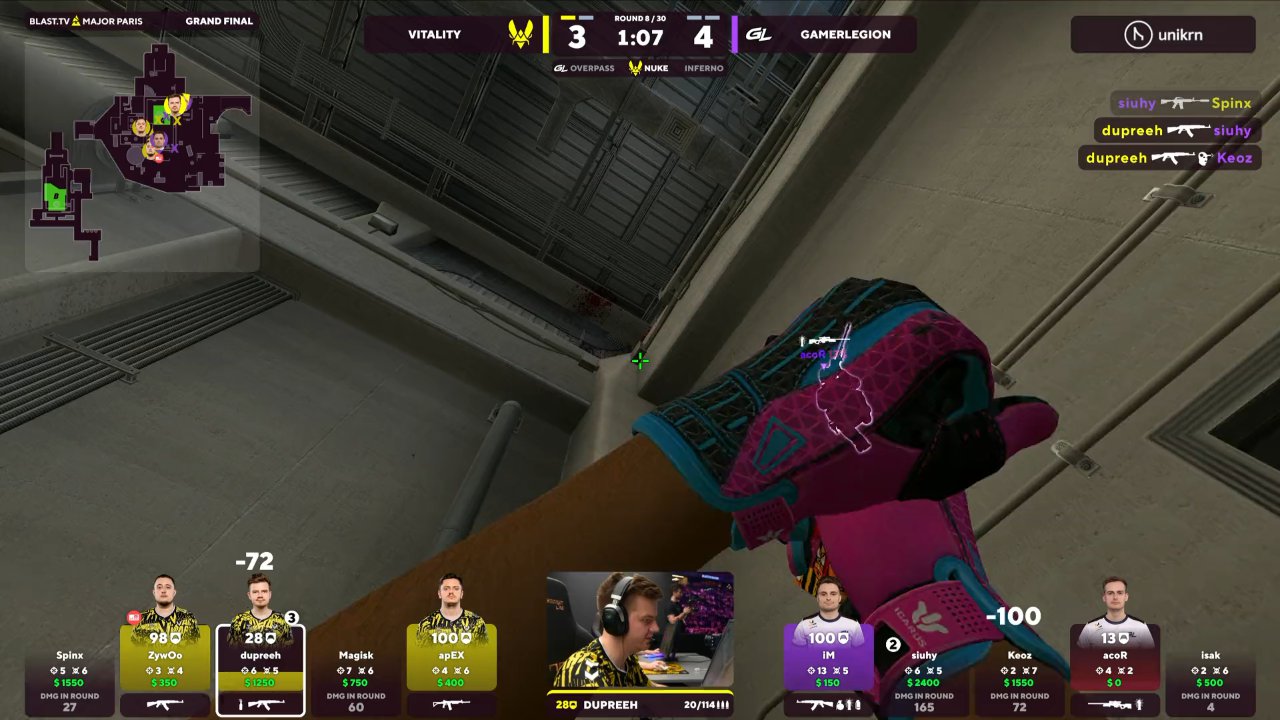 BLAST.TV MAJOR PARIS GRAND FINAL
VITALITY 3 ROUND 8 / 30 1:07 4 GL GAMERLEGION
GL OVERPASS NUKE INFERNO
unikrn
siuhy Spinx
dupreeh siuhy
dupreeh Keoz
acoR
B
-72
-100
3
2
98 28 100 100 13
Spinx ZywOo dupreeh Magisk apEX iM siuhy Keoz acoR isak
5 6 3 4 6 5 7 6 4 6 13 5 6 5 2 7 4 2 2 6
$ 1550 $ 350 $ 1250 $ 750 $ 400 $ 150 $ 2400 $ 1550 $ 0 $ 500
DMG IN ROUND DMG IN ROUND DMG IN ROUND DMG IN ROUND DMG IN ROUND
27 60 165 72 4
28 DUPREEH 20/114
ICARUS